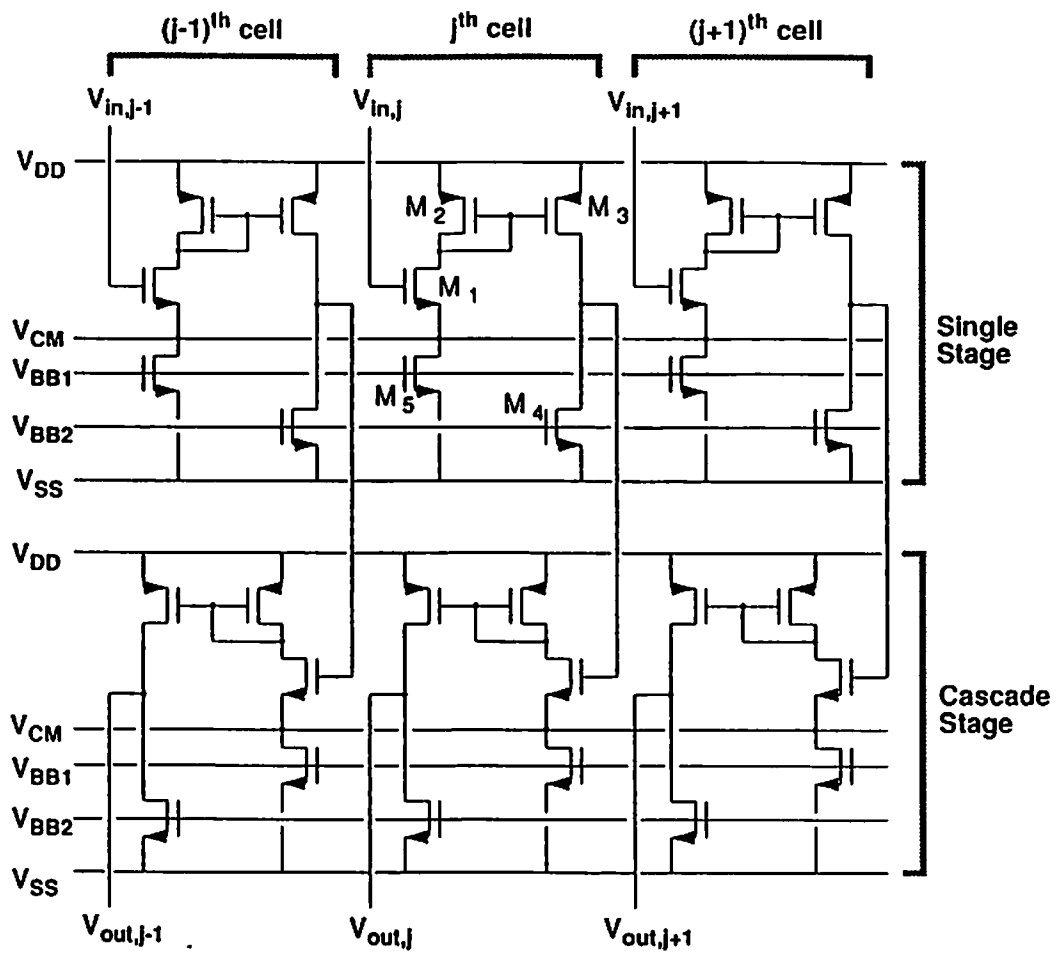 (j-1)th cell
jth cell
(j+1)th cell
Vin,j-1
Vin,j
Vin,j+1
VDD
M2
M3
M1
VCM
VBB1
M5
M4
VBB2
VSS
Single
Stage
VDD
VCM
VBB1
VBB2
VSS
Cascade
Stage
Vout,j-1
Vout,j
Vout,j+1